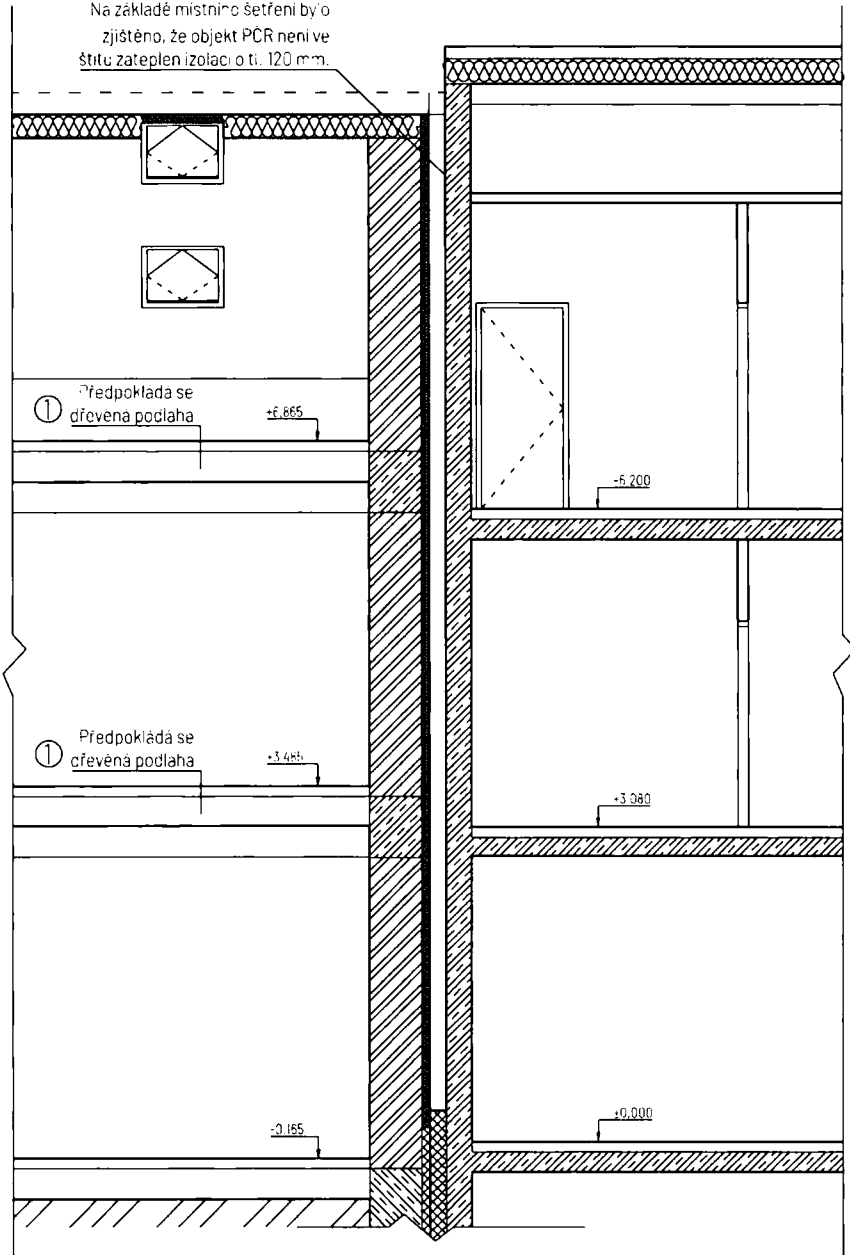 Na základě místního šetření bylo
zjištěno, že objekt PČR není ve
štítu zateplen izolací o tl. 120 mm.
1 Předpokládá se
dřevěná podlaha
+6,865
-6,200
1 Předpokládá se
dřevěná podlaha
+3,485
+3,080
±0,000
-0,165